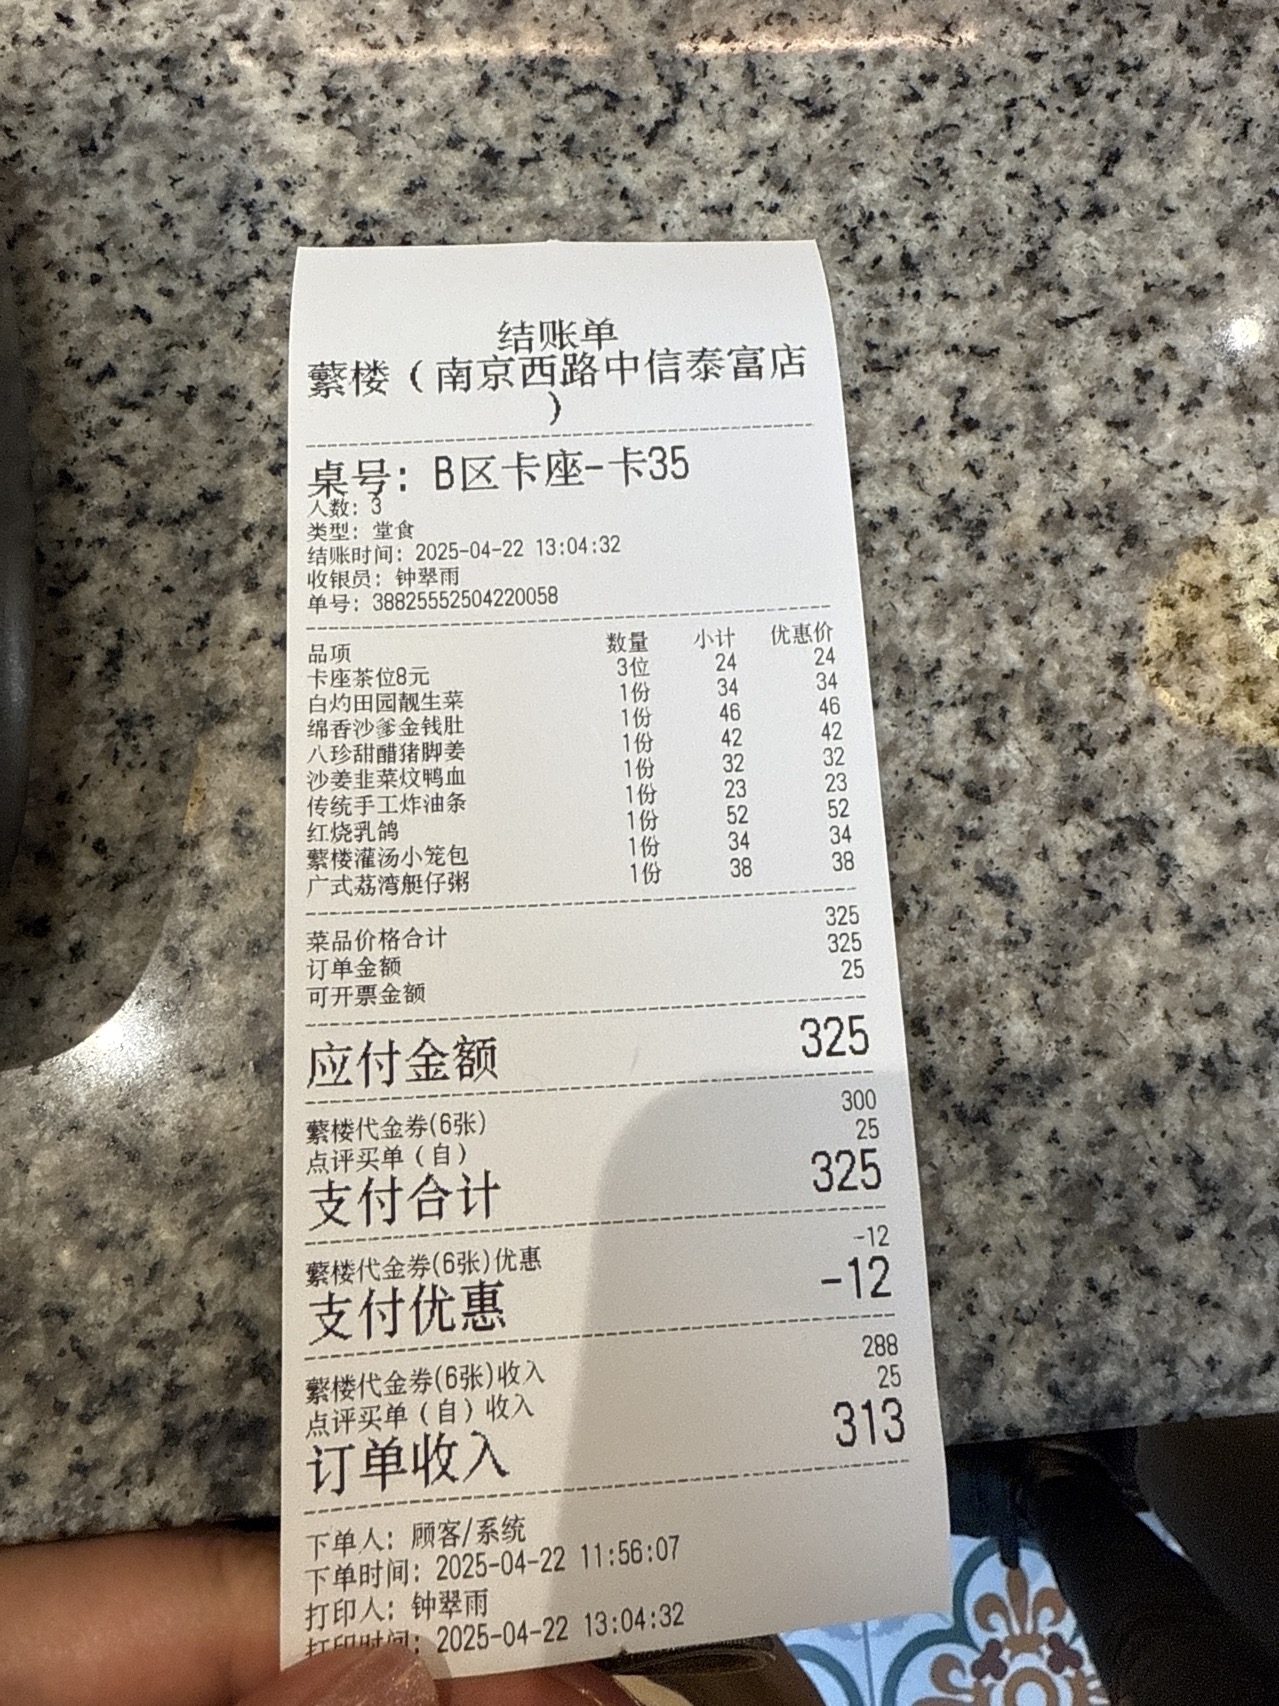 结账单
蘩楼（南京西路中信泰富店
）
桌号：B区卡座-卡35
人数：3
类型：堂食
结账时间：2025-04-22 13:04:32
收银员：钟翠雨
单号：38825552504220058
品项 数量 小计 优惠价
卡座茶位8元 3位 24 24
白灼田园靓生菜 1份 34 34
绵香沙爹金钱肚 1份 46 46
八珍甜醋猪脚姜 1份 42 42
沙姜韭菜炆鸭血 1份 32 32
传统手工炸油条 1份 23 23
红烧乳鸽 1份 52 52
蘩楼灌汤小笼包 1份 34 34
广式荔湾艇仔粥 1份 38 38
菜品价格合计 325
订单金额 325
可开票金额 25
应付金额 325
蘩楼代金券(6张) 300
点评买单（自） 25
支付合计 325
蘩楼代金券(6张)优惠 -12
支付优惠 -12
蘩楼代金券(6张)收入 288
点评买单（自）收入 25
订单收入 313
下单人：顾客/系统
下单时间：2025-04-22 11:56:07
打印人：钟翠雨
打印时间：2025-04-22 13:04:32